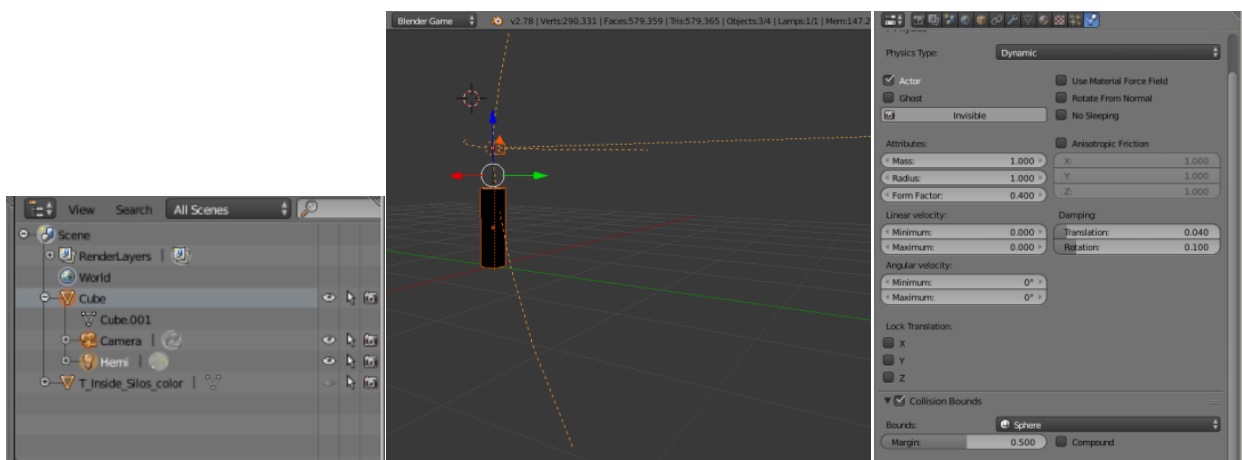 View Search All Scenes
Scene
RenderLayers |
World
Cube
Cube.001
Camera |
Hemi |
T_Inside_Silos_color |
Blender Game v2.78 | Verts:290,331 | Faces:579,359 | Tris:579,365 | Objects:3/4 | Lamps:1/1 | Mem:147.2
Physics Type: Dynamic
Actor Use Material Force Field
Ghost Rotate From Normal
Invisible No Sleeping
Attributes: Anisotropic Friction
Mass: 1.000 X: 1.000
Radius: 1.000 Y: 1.000
Form Factor: 0.400 Z: 1.000
Linear velocity: Damping:
Minimum: 0.000 Translation: 0.040
Maximum: 0.000 Rotation: 0.100
Angular velocity:
Minimum: 0°
Maximum: 0°
Lock Translation:
X
Y
Z
Collision Bounds
Bounds: Sphere
Margin: 0.500 Compound